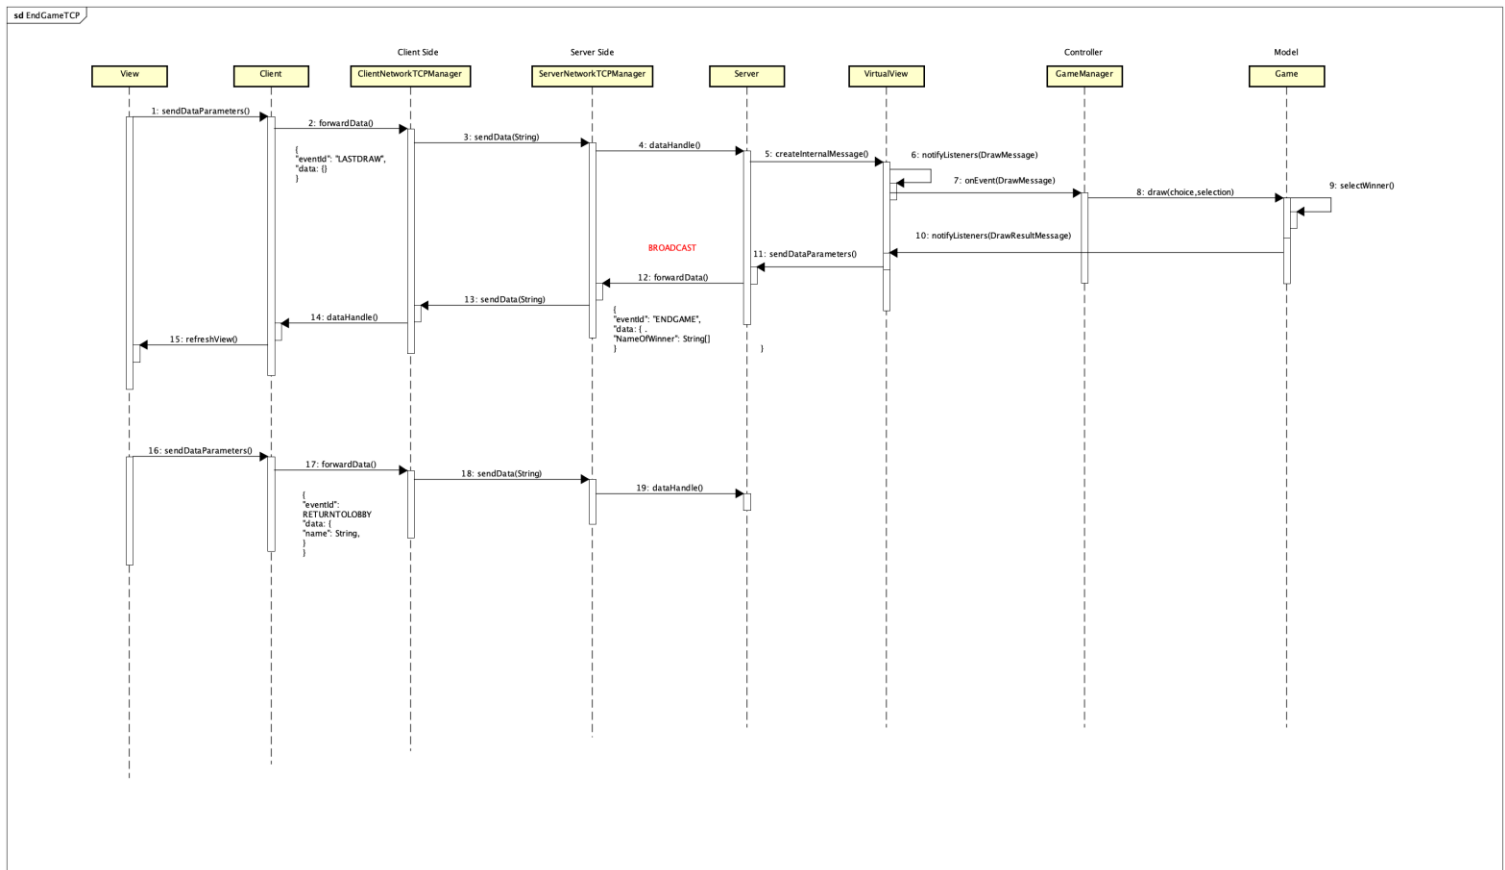 sd EndGameTCP
Client Side
Server Side
Controller
Model
View
Client
ClientNetworkTCPManager
ServerNetworkTCPManager
Server
VirtualView
GameManager
Game
1: sendDataParameters()
2: forwardData()
{
"eventId": "LASTDRAW",
"data: {}
}
3: sendData(String)
4: dataHandle()
5: createInternalMessage()
6: notifyListeners(DrawMessage)
7: onEvent(DrawMessage)
8: draw(choice,selection)
9: selectWinner()
10: notifyListeners(DrawResultMessage)
BROADCAST
11: sendDataParameters()
12: forwardData()
13: sendData(String)
{
"eventId": "ENDGAME",
"data: { .
"NameOfWinner": String[]
} }
14: dataHandle()
15: refreshView()
16: sendDataParameters()
17: forwardData()
{
"eventId":
RETURNTOLOBBY
"data: {
"name": String,
}
}
18: sendData(String)
19: dataHandle()